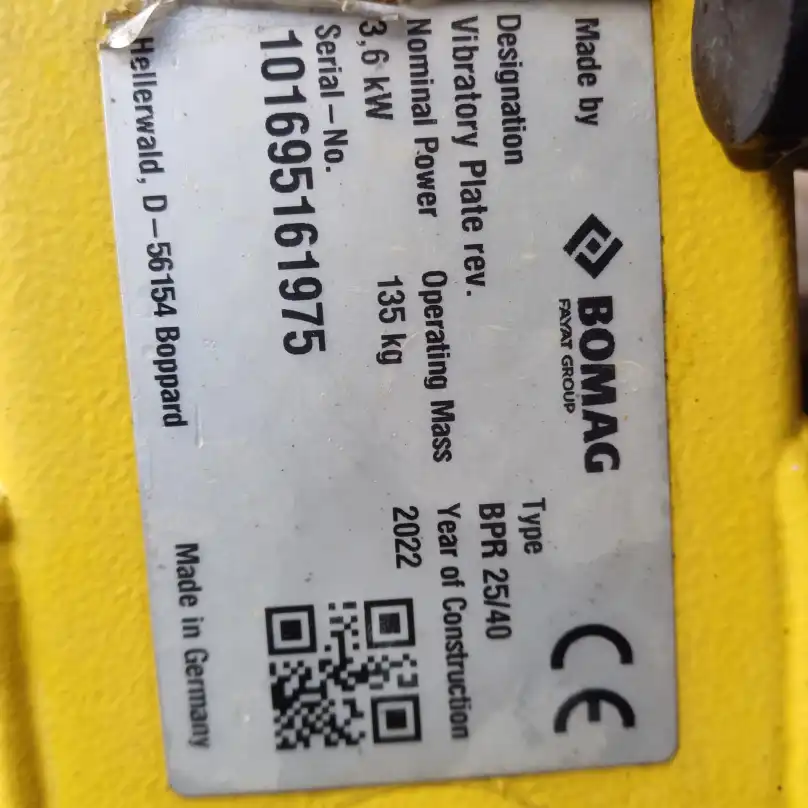 Made by
BOMAG
FAYAT GROUP
CE
Designation
Type
Vibratory Plate rev.
BPR 25/40
Nominal Power
Operating Mass
Year of Construction
3,6 kW
135 kg
2022
Serial-No.
101695161975
Hellerwald, D-56154 Boppard
Made in Germany